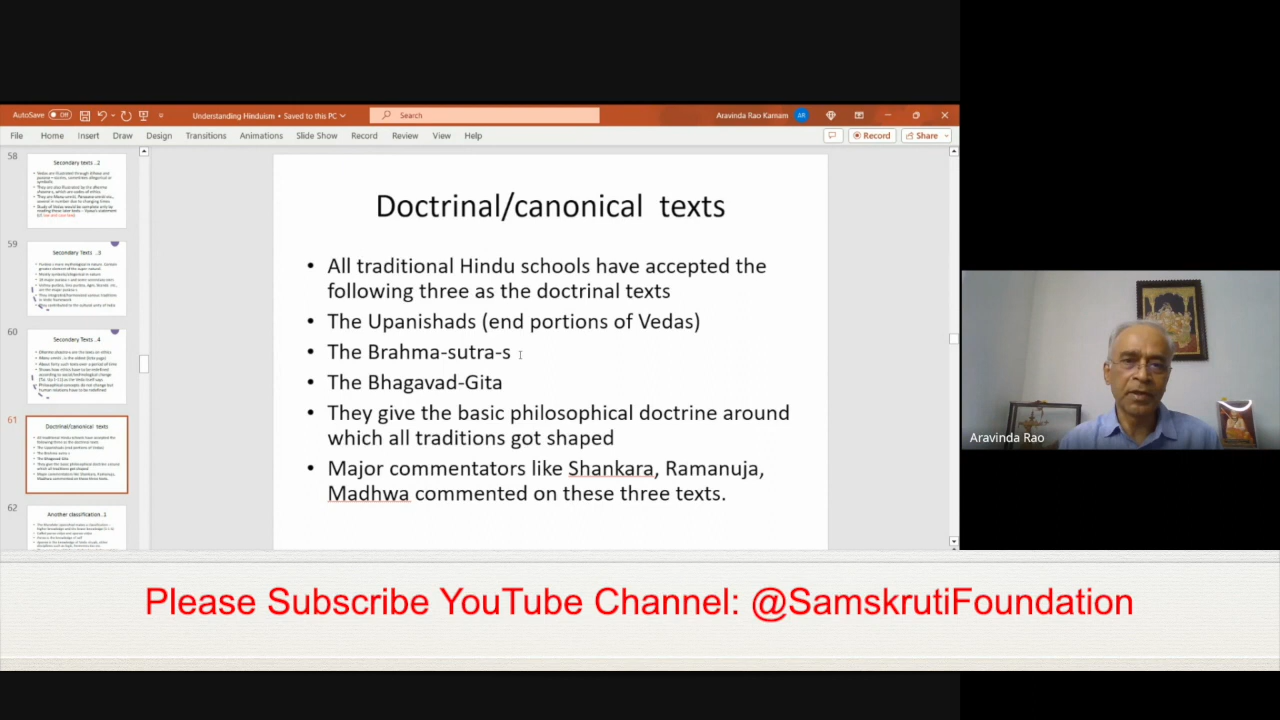 AutoSave Off
Understanding Hinduism • Saved to this PC
Search
Aravinda Rao Kamam AR
File Home Insert Draw Design Transitions Animations Slide Show Record Review View Help
Record Share
58
Secondary texts ..2
59
Secondary Texts ..3
60
Secondary Texts ..4
61
Doctrinal/canonical texts
62
Another classification..1
Doctrinal/canonical texts
• All traditional Hindu schools have accepted the
following three as the doctrinal texts
• The Upanishads (end portions of Vedas)
• The Brahma-sutra-s
• The Bhagavad-Gita
• They give the basic philosophical doctrine around
which all traditions got shaped
• Major commentators like Shankara, Ramanuja,
Madhwa commented on these three texts.
Aravinda Rao
Please Subscribe YouTube Channel: @SamskrutiFoundation